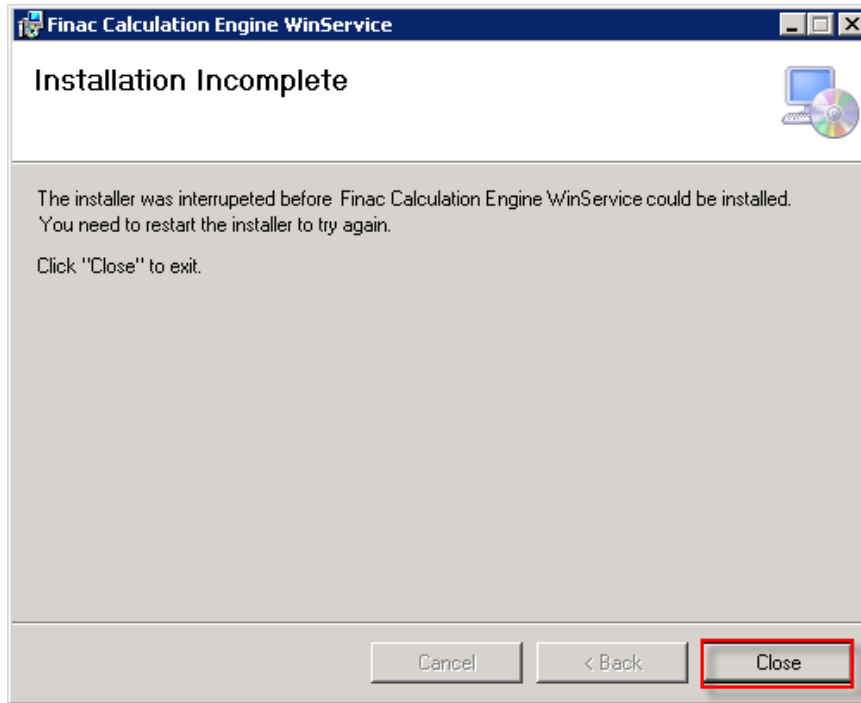 Finac Calculation Engine WinService
Installation Incomplete
The installer was interrupeted before Finac Calculation Engine WinService could be installed.
You need to restart the installer to try again.
Click "Close" to exit.
Cancel
< Back
Close